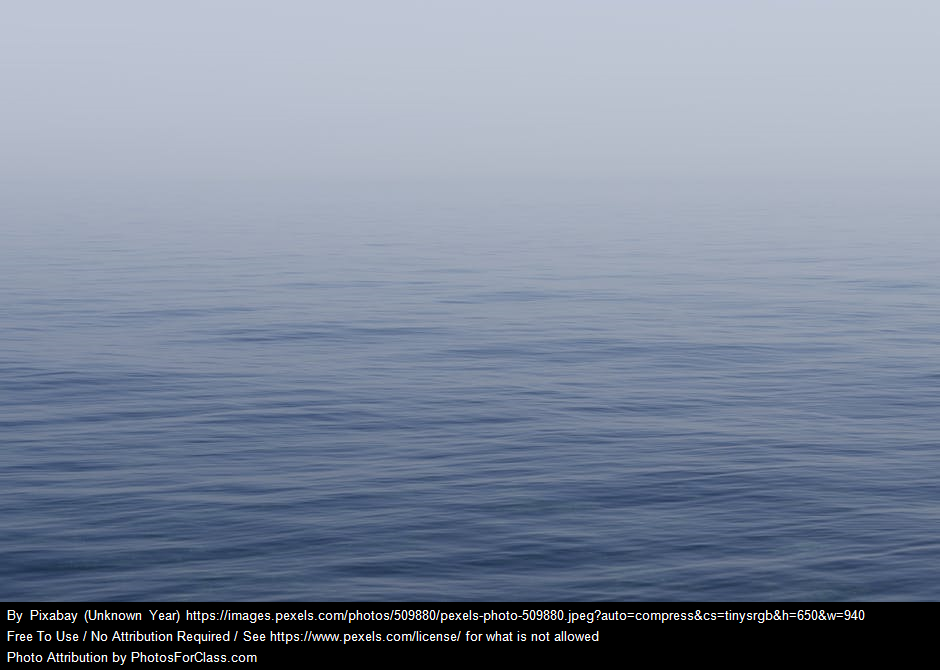 By Pixabay (Unknown Year) https://images.pexels.com/photos/509880/pexels-photo-509880.jpeg?auto=compress&cs=tinysrgb&h=650&w=940
Free To Use / No Attribution Required / See https://www.pexels.com/license/ for what is not allowed
Photo Attribution by PhotosForClass.com